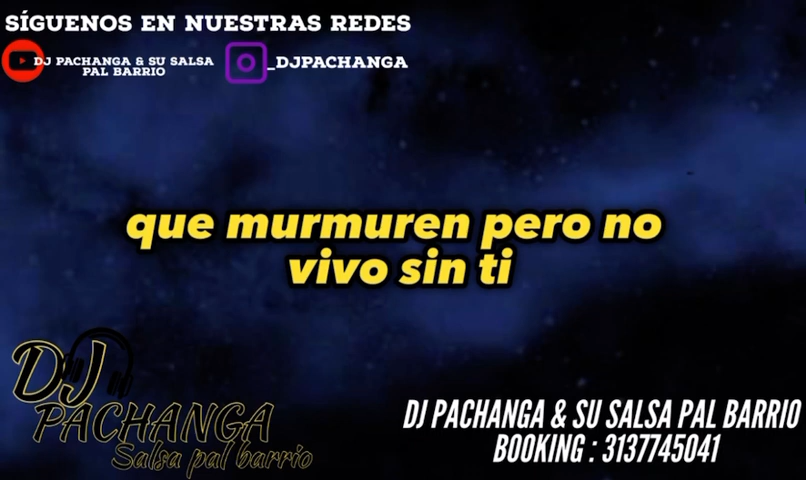 SÍGUENOS EN NUESTRAS REDES
DJ PACHANGA & SU SALSA
PAL BARRIO
_DJPACHANGA
que murmuren pero no
vivo sin ti
DJ
PACHANGA
Salsa pal barrio
DJ PACHANGA & SU SALSA PAL BARRIO
BOOKING : 3137745041